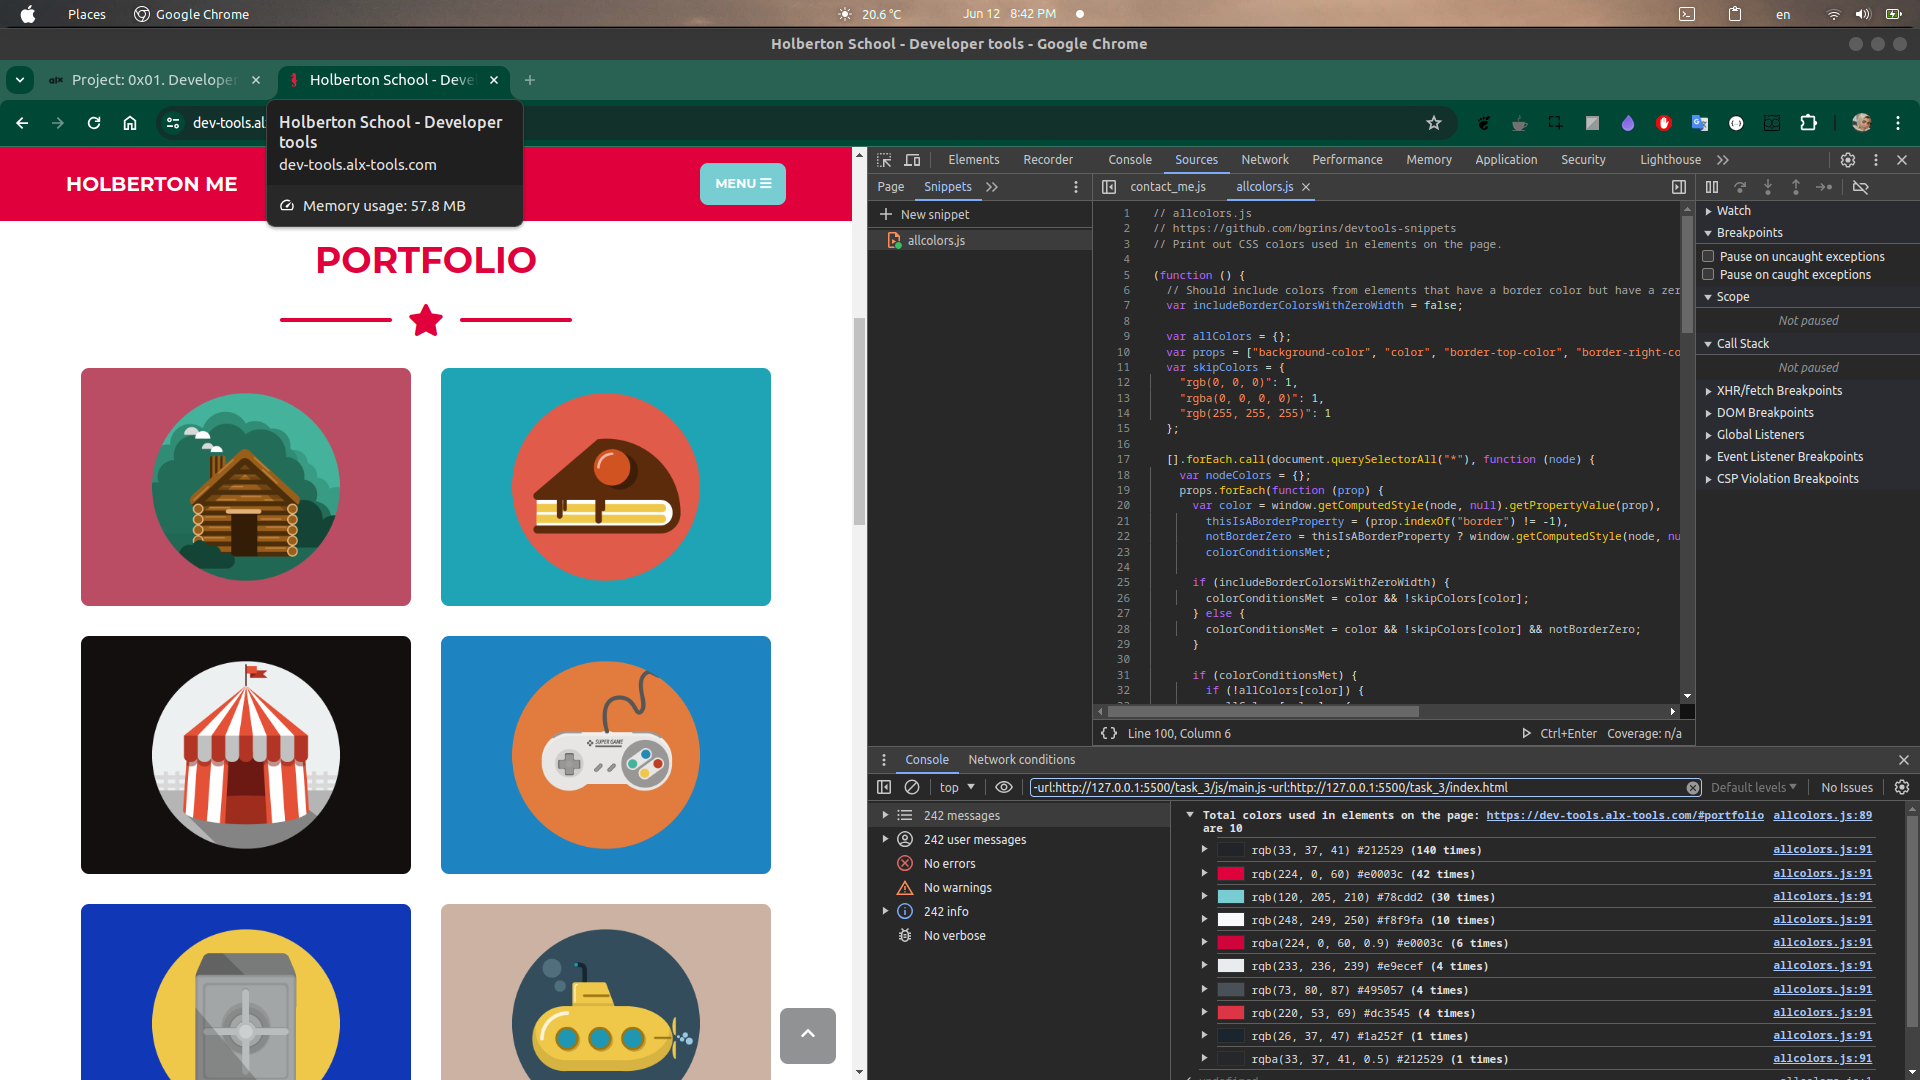 Places
Google Chrome
20.6 °C
Jun 12  8:42 PM
en
Holberton School - Developer tools - Google Chrome
alx Project: 0x01. Developer
Holberton School - Deve
dev-tools.al
Holberton School - Developer
tools
dev-tools.alx-tools.com
Memory usage: 57.8 MB
HOLBERTON ME
MENU
PORTFOLIO
SUPER GAME
Elements
Recorder
Console
Sources
Network
Performance
Memory
Application
Security
Lighthouse
Page
Snippets
New snippet
allcolors.js
contact_me.js
allcolors.js
1 // allcolors.js
2 // https://github.com/bgrins/devtools-snippets
3 // Print out CSS colors used in elements on the page.
4
5 (function () {
6 // Should include colors from elements that have a border color but have a zer
7 var includeBorderColorsWithZeroWidth = false;
8
9 var allColors = {};
10 var props = ["background-color", "color", "border-top-color", "border-right-co
11 var skipColors = {
12 "rgb(0, 0, 0)": 1,
13 "rgba(0, 0, 0, 0)": 1,
14 "rgb(255, 255, 255)": 1
15 };
16
17 [].forEach.call(document.querySelectorAll("*"), function (node) {
18 var nodeColors = {};
19 props.forEach(function (prop) {
20 var color = window.getComputedStyle(node, null).getPropertyValue(prop),
21 thisIsABorderProperty = (prop.indexOf("border") != -1),
22 notBorderZero = thisIsABorderProperty ? window.getComputedStyle(node, nu
23 colorConditionsMet;
24
25 if (includeBorderColorsWithZeroWidth) {
26 colorConditionsMet = color && !skipColors[color];
27 } else {
28 colorConditionsMet = color && !skipColors[color] && notBorderZero;
29 }
30
31 if (colorConditionsMet) {
32 if (!allColors[color]) {
{} Line 100, Column 6
Ctrl+Enter
Coverage: n/a
Watch
Breakpoints
Pause on uncaught exceptions
Pause on caught exceptions
Scope
Not paused
Call Stack
Not paused
XHR/fetch Breakpoints
DOM Breakpoints
Global Listeners
Event Listener Breakpoints
CSP Violation Breakpoints
Console
Network conditions
top
-url:http://127.0.0.1:5500/task_3/js/main.js -url:http://127.0.0.1:5500/task_3/index.html
Default levels
No Issues
242 messages
242 user messages
No errors
No warnings
242 info
No verbose
Total colors used in elements on the page: https://dev-tools.alx-tools.com/#portfolio allcolors.js:89
are 10
rgb(33, 37, 41) #212529 (140 times) allcolors.js:91
rgb(224, 0, 60) #e0003c (42 times) allcolors.js:91
rgb(120, 205, 210) #78cdd2 (30 times) allcolors.js:91
rgb(248, 249, 250) #f8f9fa (10 times) allcolors.js:91
rgba(224, 0, 60, 0.9) #e0003c (6 times) allcolors.js:91
rgb(233, 236, 239) #e9ecef (4 times) allcolors.js:91
rgb(73, 80, 87) #495057 (4 times) allcolors.js:91
rgb(220, 53, 69) #dc3545 (4 times) allcolors.js:91
rgb(26, 37, 47) #1a252f (1 times) allcolors.js:91
rgba(33, 37, 41, 0.5) #212529 (1 times) allcolors.js:91